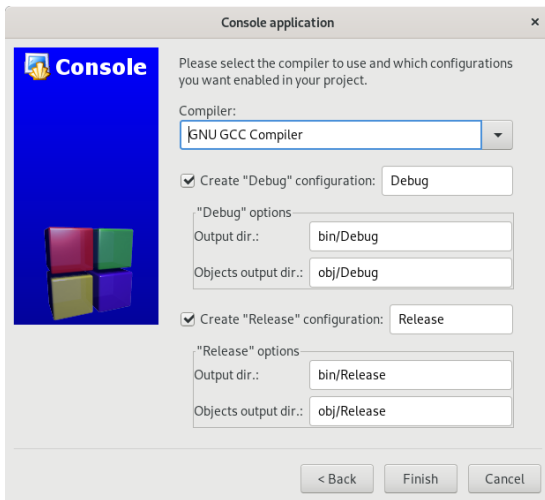 Console application
Console
Please select the compiler to use and which configurations
you want enabled in your project.
Compiler:
GNU GCC Compiler
Create "Debug" configuration: Debug
"Debug" options
Output dir.: bin/Debug
Objects output dir.: obj/Debug
Create "Release" configuration: Release
"Release" options
Output dir.: bin/Release
Objects output dir.: obj/Release
< Back Finish Cancel